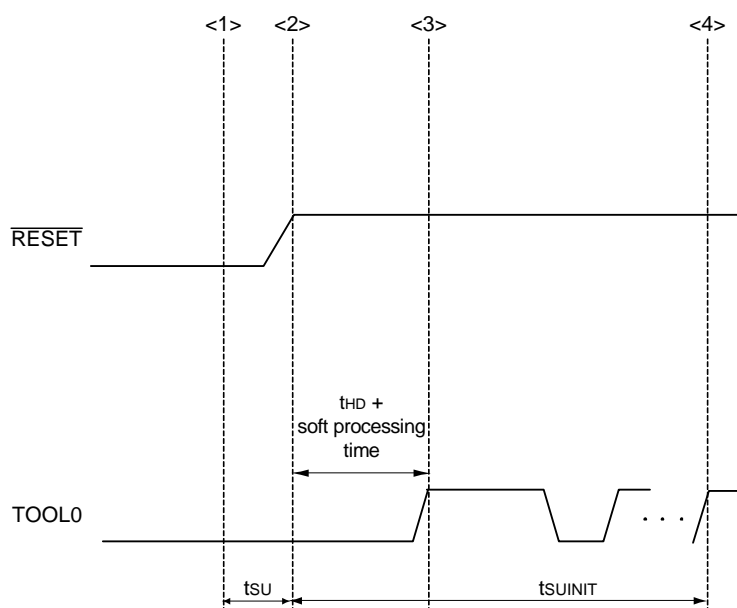 <1> <2> <3> <4>
RESET
tHD +
soft processing
time
TOOL0
. . .
tSU tSUINIT